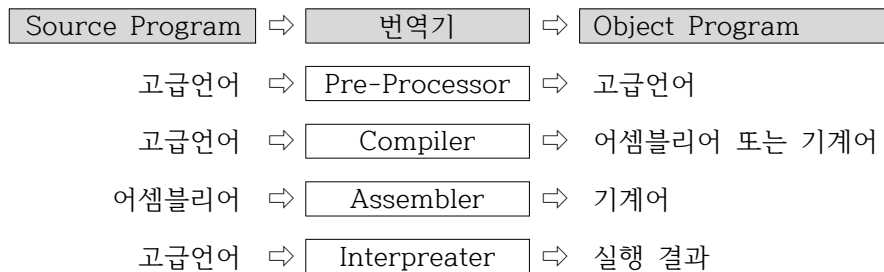 Source Program ⇨ 번역기 ⇨ Object Program
고급언어 ⇨ Pre-Processor ⇨ 고급언어
고급언어 ⇨ Compiler ⇨ 어셈블리어 또는 기계어
어셈블리어 ⇨ Assembler ⇨ 기계어
고급언어 ⇨ Interpreater ⇨ 실행 결과